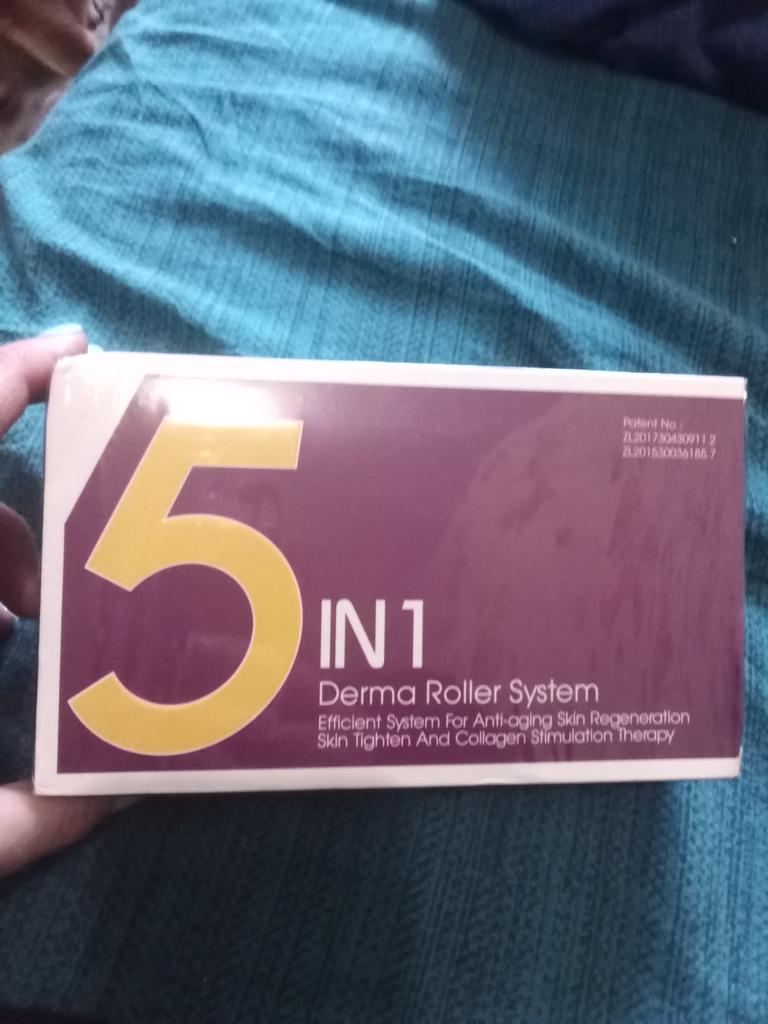 Patent No :
ZL201730430911.2
ZL201530036185.7
5
IN 1
Derma Roller System
Efficient System For Anti-aging Skin Regeneration
Skin Tighten And Collagen Stimulation Therapy